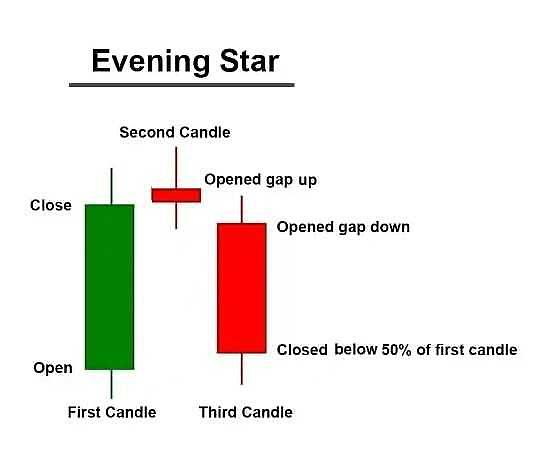 Evening Star
Second Candle
Opened gap up
Close
Opened gap down
Closed below 50% of first candle
Open
First Candle
Third Candle